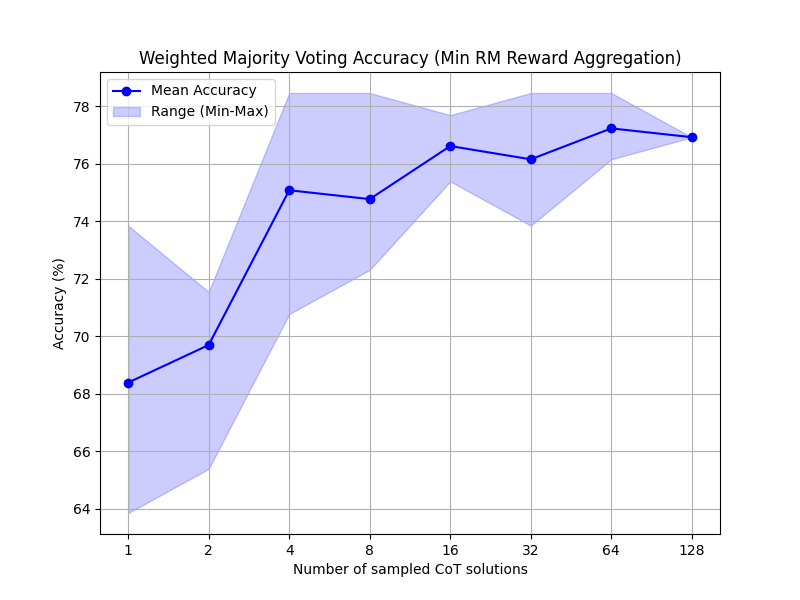 Weighted Majority Voting Accuracy (Min RM Reward Aggregation)
Mean Accuracy
Range (Min-Max)
Accuracy (%)
78
76
74
72
70
68
66
64
1 2 4 8 16 32 64 128
Number of sampled CoT solutions